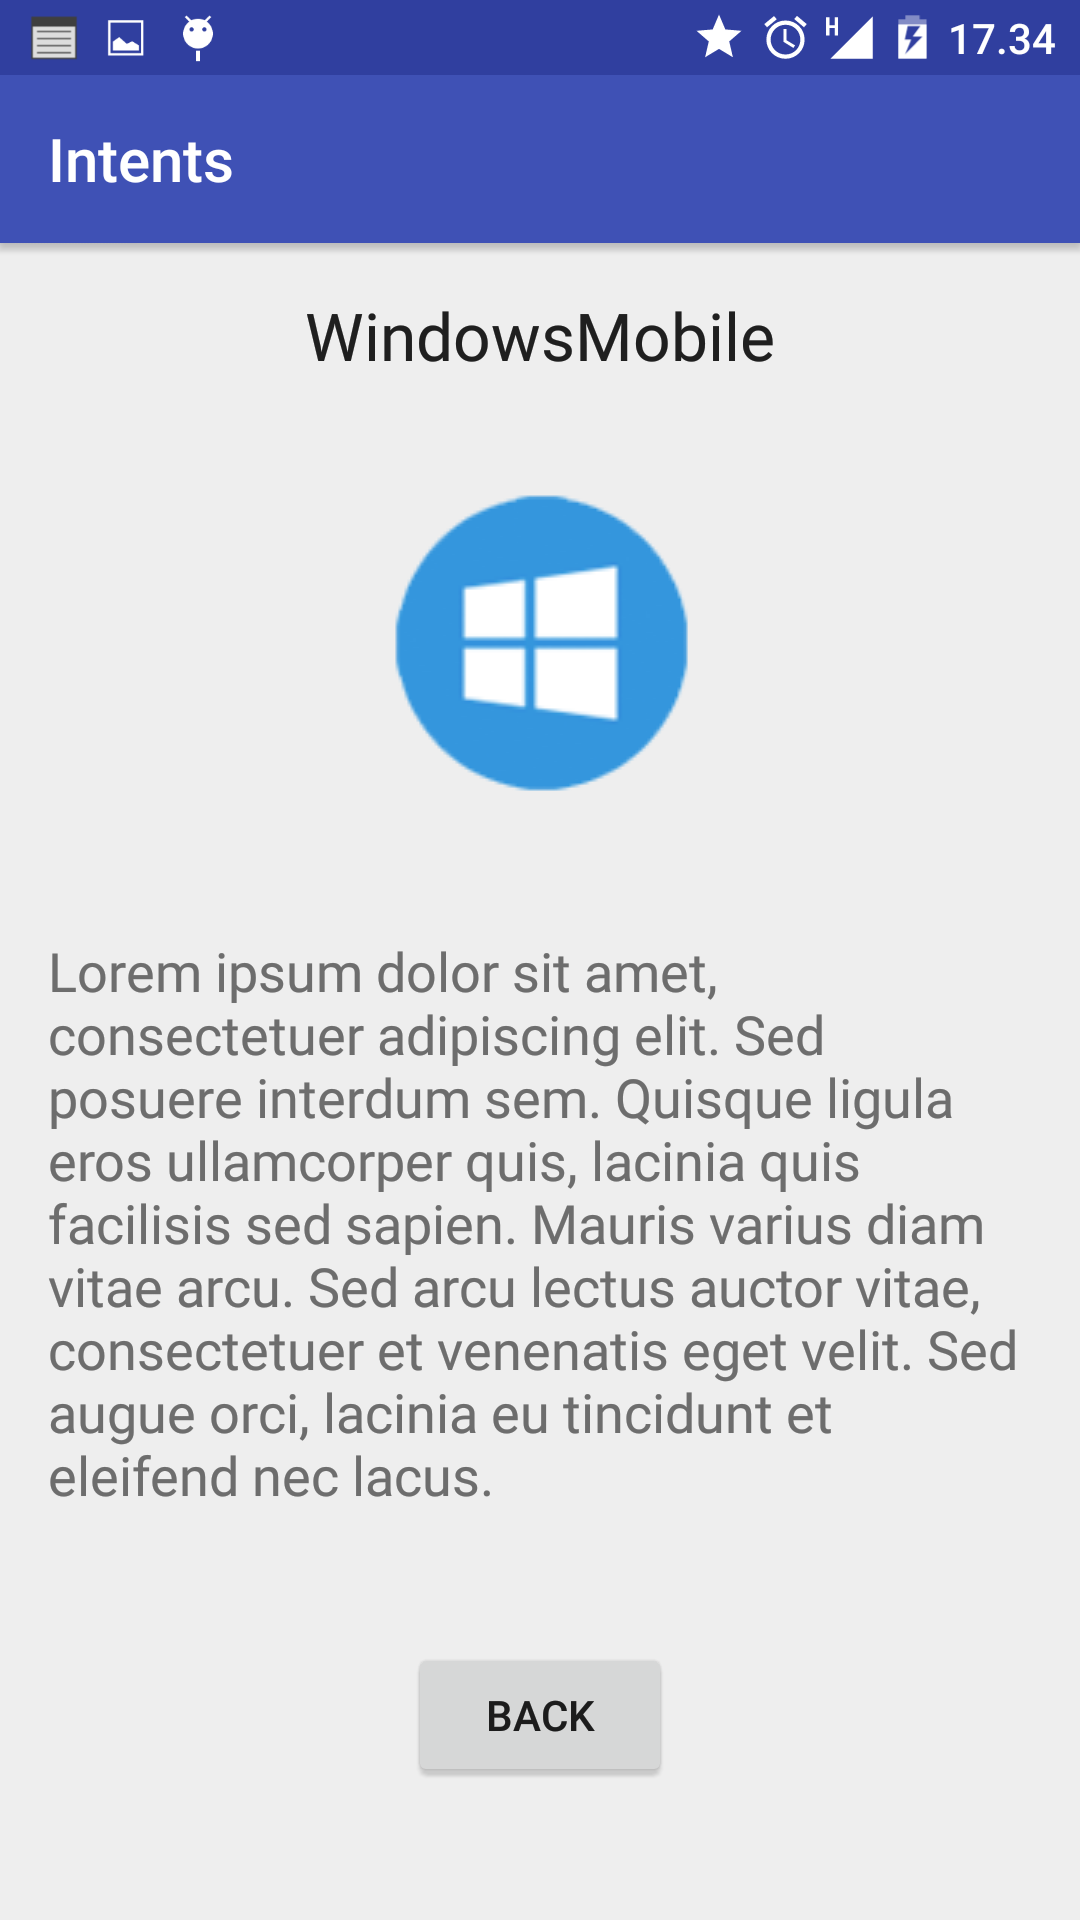 H 17.34
Intents
WindowsMobile
Lorem ipsum dolor sit amet,
consectetuer adipiscing elit. Sed
posuere interdum sem. Quisque ligula
eros ullamcorper quis, lacinia quis
facilisis sed sapien. Mauris varius diam
vitae arcu. Sed arcu lectus auctor vitae,
consectetuer et venenatis eget velit. Sed
augue orci, lacinia eu tincidunt et
eleifend nec lacus.
BACK